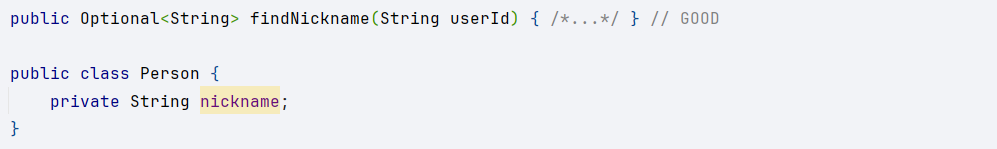 public Optional<String> findNickname(String userId) { /*...*/ } // GOOD
public class Person {
    private String nickname;
}